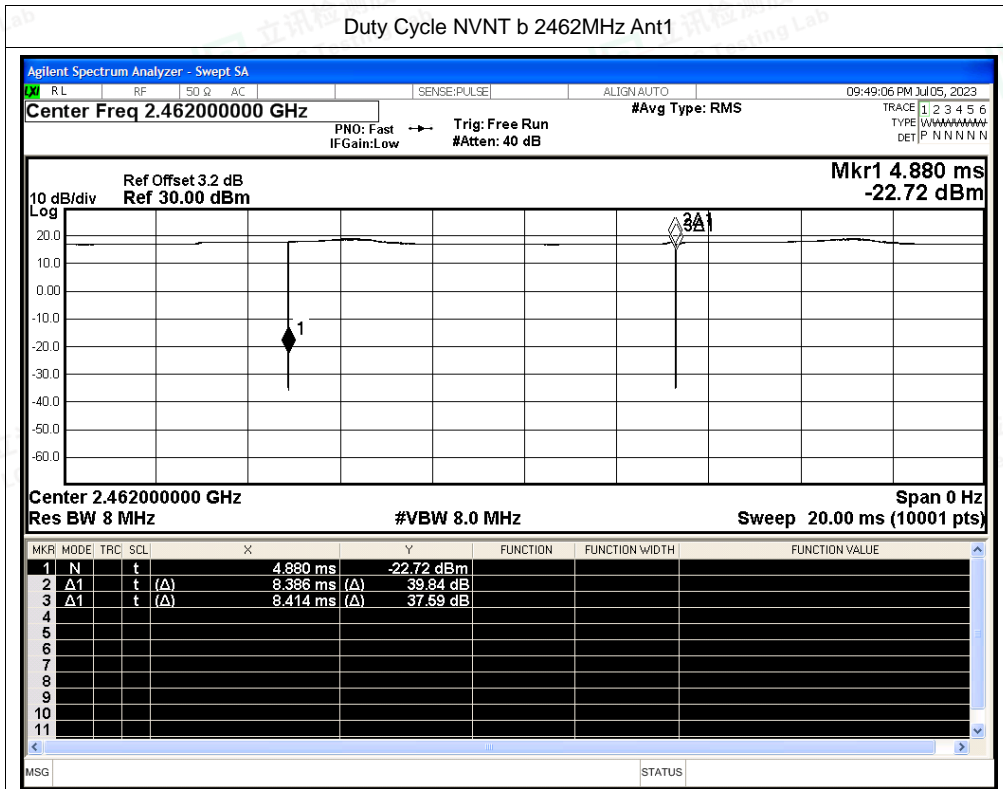 Duty Cycle NVNT b 2462MHz Ant1
Agilent Spectrum Analyzer - Swept SA
LXI RL RF 50 Ω AC SENSE:PULSE ALIGN AUTO 09:49:06 PM Jul 05, 2023
Center Freq 2.462000000 GHz #Avg Type: RMS TRACE 1 2 3 4 5 6
PNO: Fast Trig: Free Run TYPE WWWWWW
IFGain:Low #Atten: 40 dB DET P N N N N N
Mkr1 4.880 ms
Ref Offset 3.2 dB
10 dB/div Ref 30.00 dBm -22.72 dBm
Log
3Δ1
20.0
10.0
0.00
-10.0
1
-20.0
-30.0
-40.0
-50.0
-60.0
Center 2.462000000 GHz Span 0 Hz
Res BW 8 MHz #VBW 8.0 MHz Sweep 20.00 ms (10001 pts)
MKR MODE TRC SCL X Y FUNCTION FUNCTION WIDTH FUNCTION VALUE
1 N t 4.880 ms -22.72 dBm
2 Δ1 t (Δ) 8.386 ms (Δ) 39.84 dB
3 Δ1 t (Δ) 8.414 ms (Δ) 37.59 dB
4
5
6
7
8
9
10
11
MSG STATUS